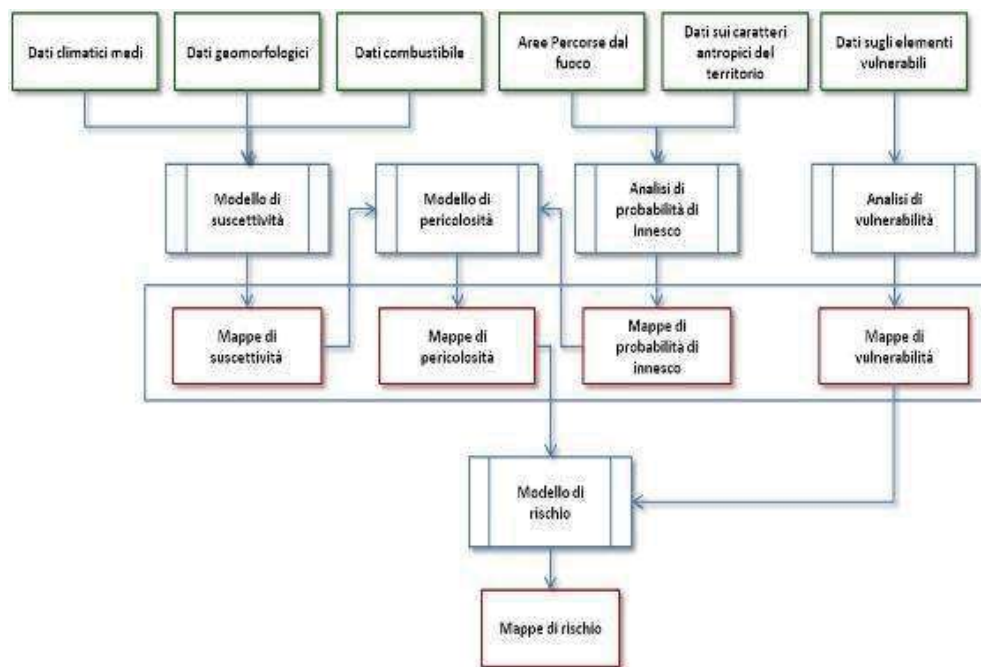 Dati climatici medi
Dati geomorfologici
Dati combustibile
Aree Percorse dal
fuoco
Dati sui caratteri
antropici del
territorio
Dati sugli elementi
vulnerabili
Modello di
suscettività
Modello di
pericolosità
Analisi di
probabilità di
innesco
Analisi di
vulnerabilità
Mappe di
suscettività
Mappe di
pericolosità
Mappe di
probabilità di
innesco
Mappe di
vulnerabilità
Modello di
rischio
Mappe di rischio